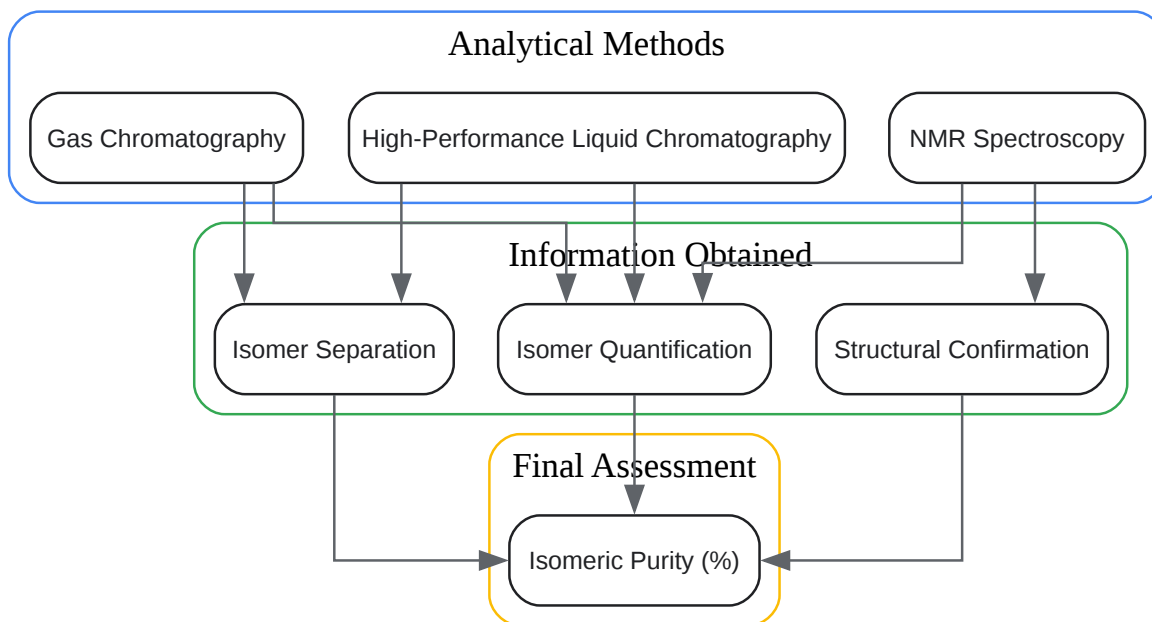 Analytical Methods
Gas Chromatography
High-Performance Liquid Chromatography
NMR Spectroscopy
Information Obtained
Isomer Separation
Isomer Quantification
Structural Confirmation
Final Assessment
Isomeric Purity (%)